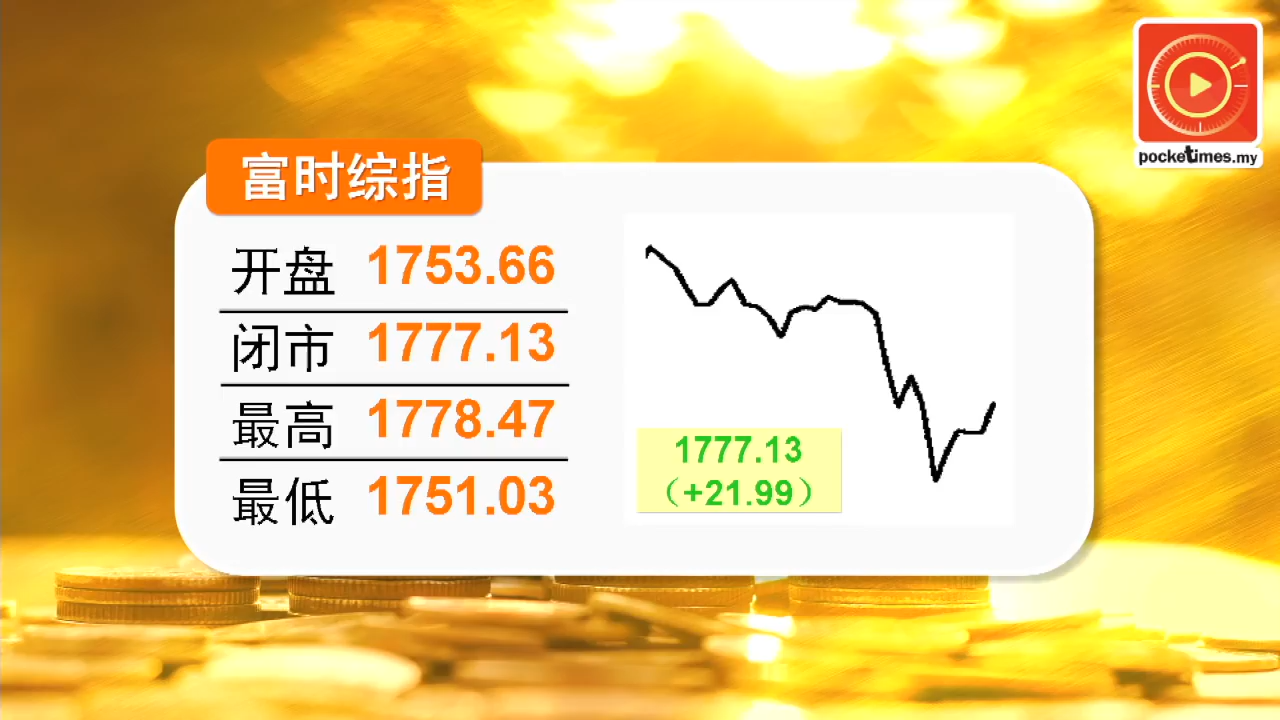 pocketimes.my
富时综指
开盘 1753.66
闭市 1777.13
最高 1778.47
最低 1751.03
1777.13
（+21.99）